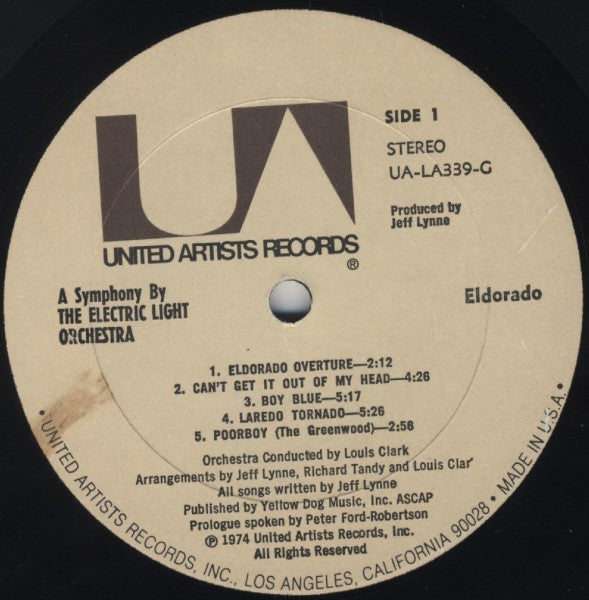 UA
UNITED ARTISTS RECORDS
®
SIDE 1
STEREO
UA-LA339-G
Produced by
Jeff Lynne
A Symphony By
THE ELECTRIC LIGHT
ORCHESTRA
Eldorado
1. ELDORADO OVERTURE—2:12
2. CAN'T GET IT OUT OF MY HEAD—4:26
3. BOY BLUE—5:17
4. LAREDO TORNADO—5:26
5. POORBOY (The Greenwood)—2:56
Orchestra Conducted by Louis Clark
Arrangements by Jeff Lynne, Richard Tandy and Louis Clar'
All songs written by Jeff Lynne
Published by Yellow Dog Music, Inc. ASCAP
Prologue spoken by Peter Ford-Robertson
℗ 1974 United Artists Records, Inc.
All Rights Reserved
• UNITED ARTISTS RECORDS, INC., LOS ANGELES, CALIFORNIA 90028 • MADE IN U.S.A. •